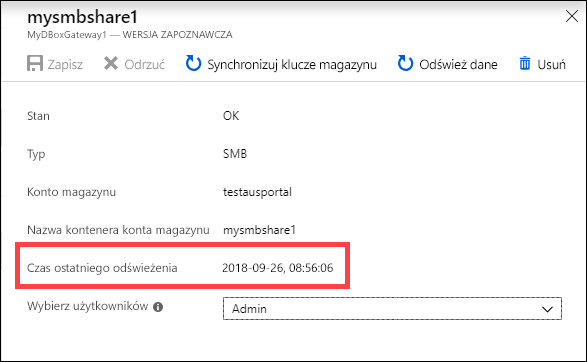 mysmbshare1
MyDBoxGateway1 — WERSJA ZAPOZNAWCZA
Zapisz Odrzuć Synchronizuj klucze magazynu Odśwież dane Usuń
Stan OK
Typ SMB
Konto magazynu testausportal
Nazwa kontenera konta magazynu mysmbshare1
Czas ostatniego odświeżenia 2018-09-26, 08:56:06
Wybierz użytkowników Admin